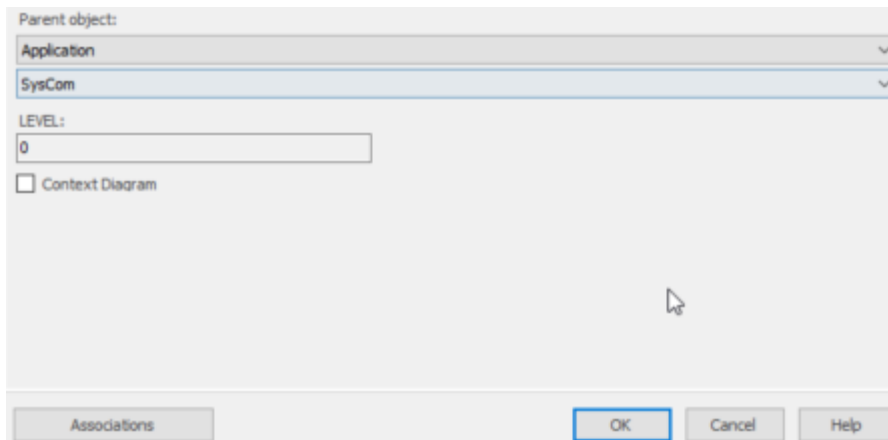 Parent object:
Application
SysCom
LEVEL:
0
Context Diagram
Associations OK Cancel Help